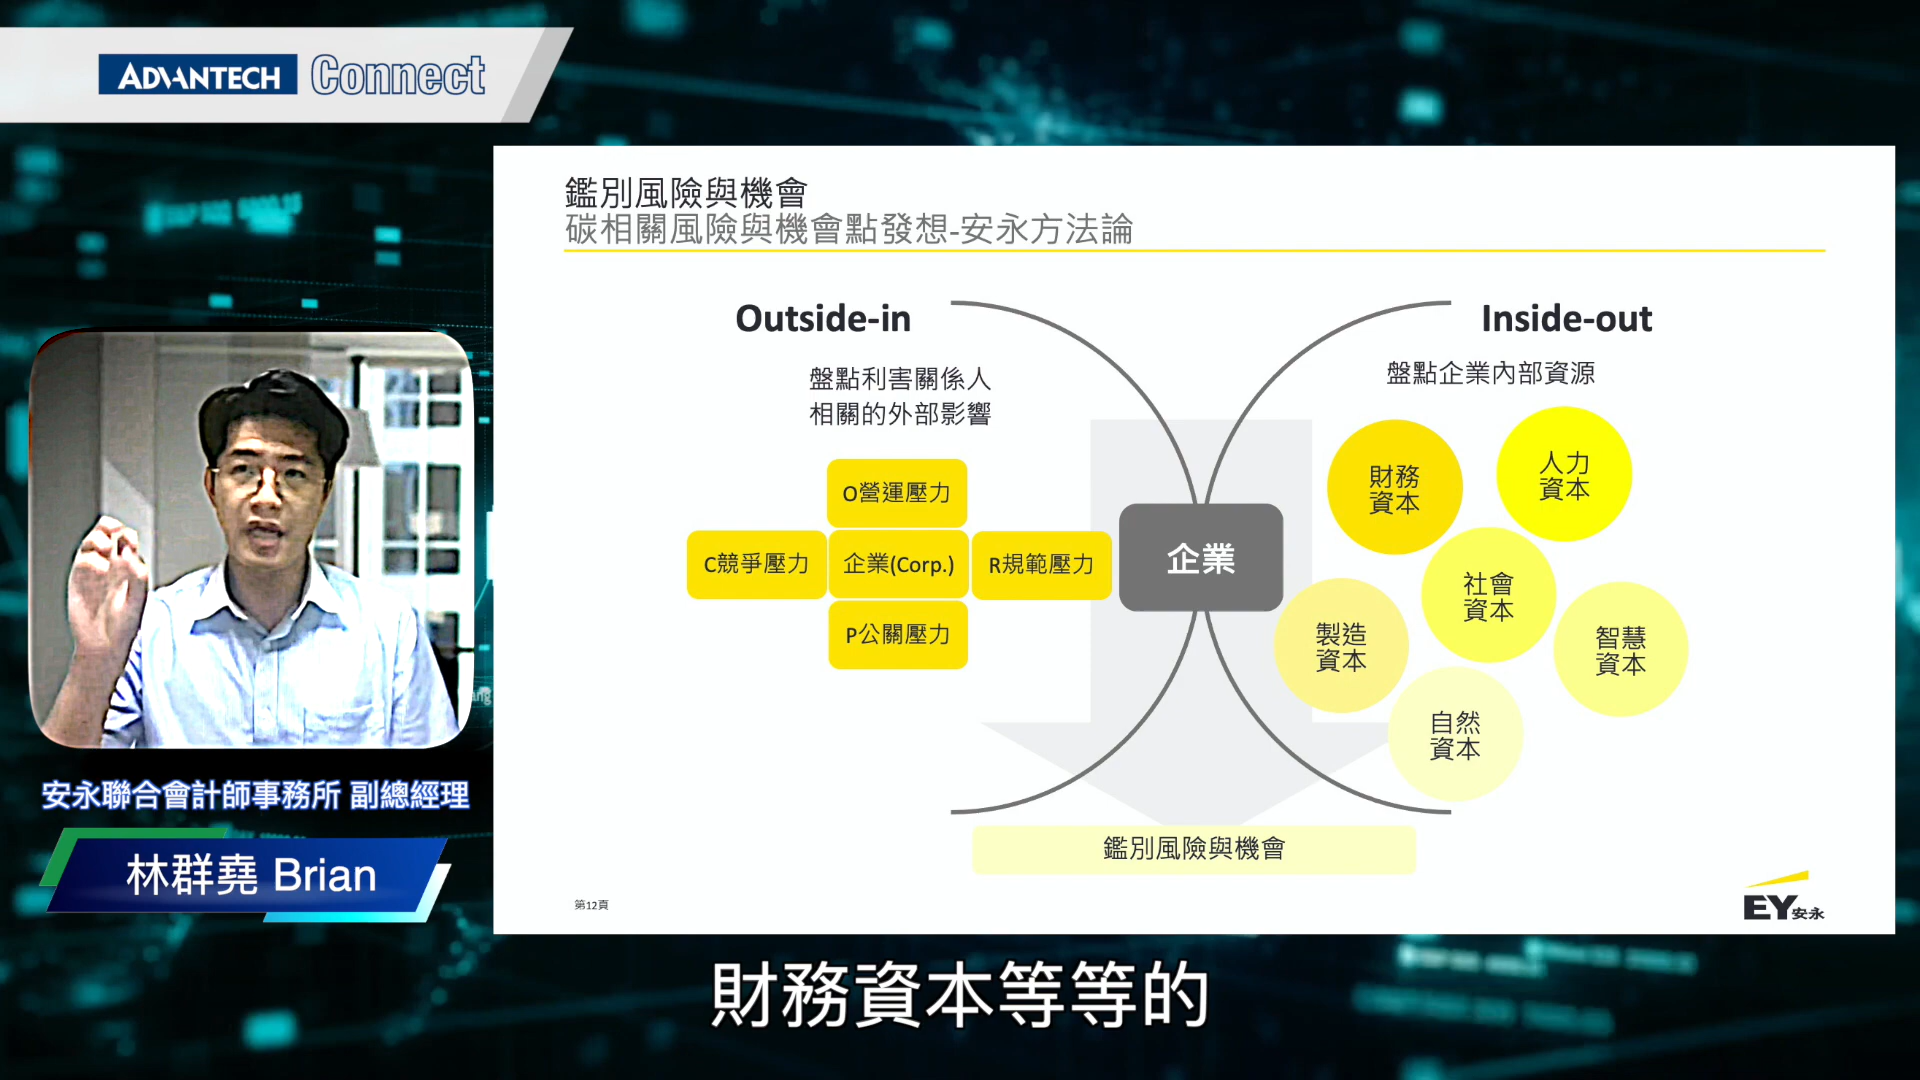 ADVANTECH Connect
鑑別風險與機會
碳相關風險與機會點發想-安永方法論
Outside-in
盤點利害關係人
相關的外部影響
O營運壓力
C競爭壓力
企業(Corp.)
R規範壓力
P公關壓力
企業
Inside-out
盤點企業內部資源
財務
資本
人力
資本
社會
資本
製造
資本
智慧
資本
自然
資本
鑑別風險與機會
第12頁
EY安永
安永聯合會計師事務所 副總經理
林群堯 Brian
財務資本等等的